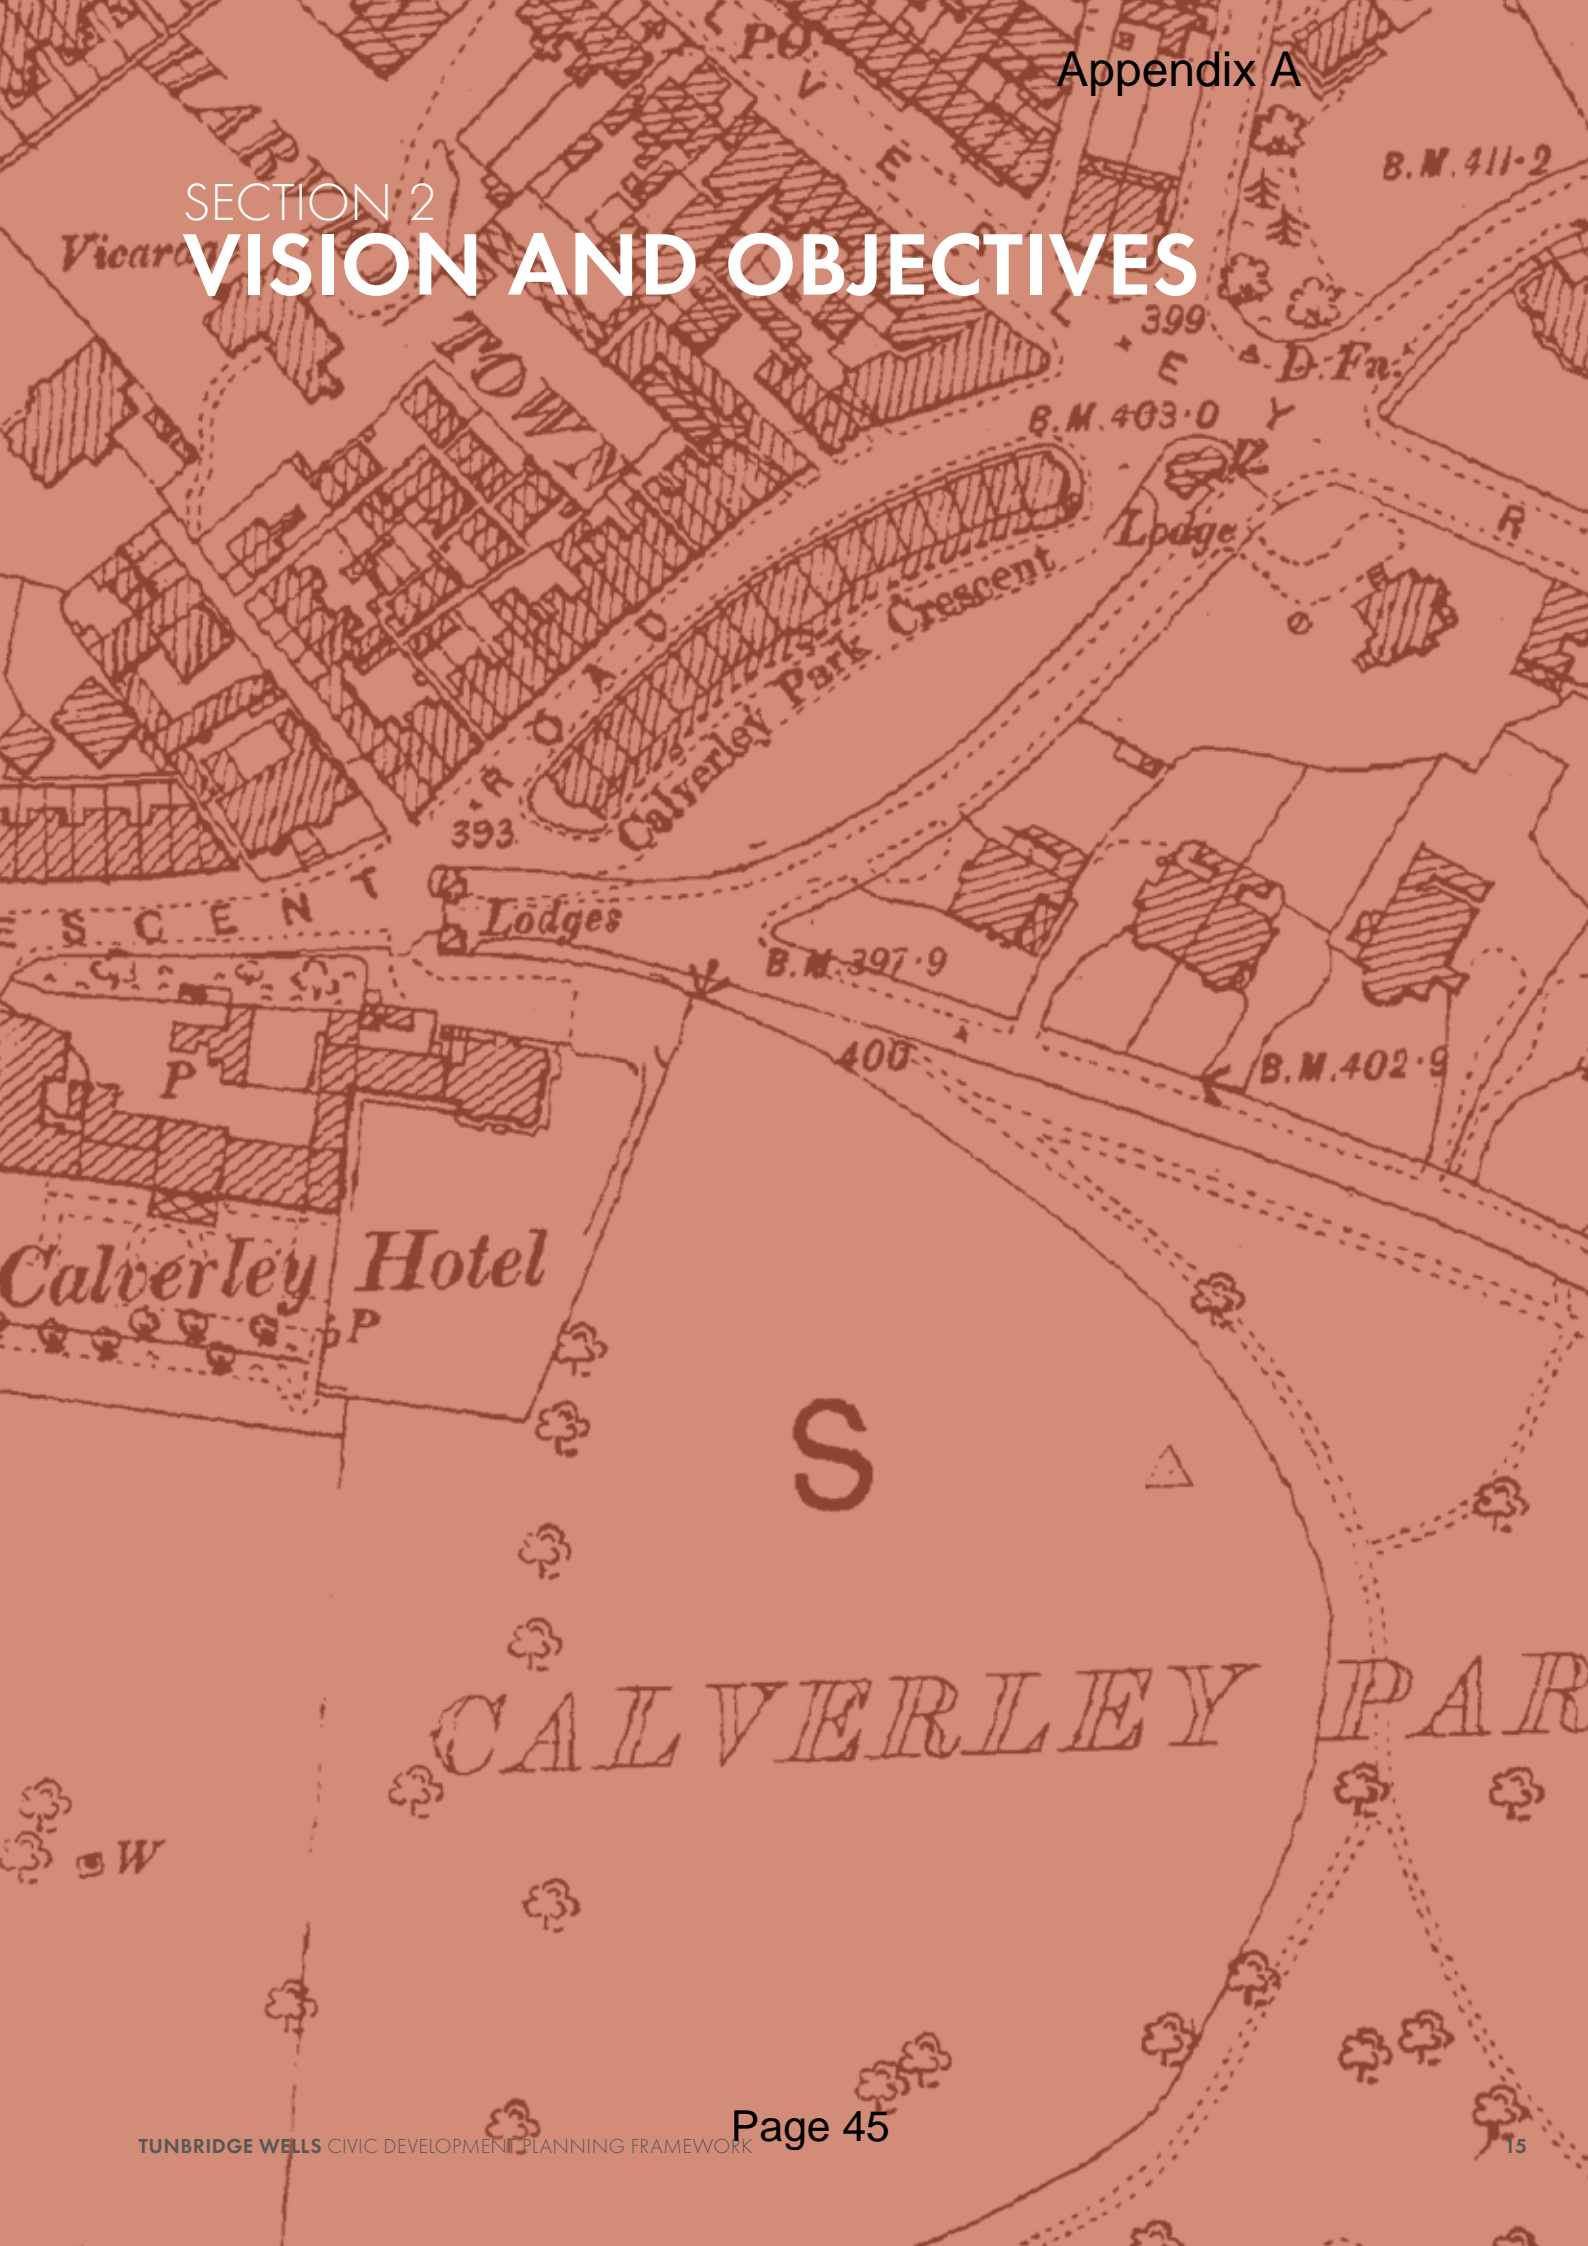 Appendix A
B.M.411·2
SECTION 2
VISION AND OBJECTIVES
399
D.Fn.
TOWN
B.M.403·0
Lodge
R
ROAD
Calverley Park Crescent
393
ESCENT
Lodges
B.M.397·9
400
B.M.402·9
P
Calverley Hotel
P
S
CALVERLEY PAR
W
Page 45
TUNBRIDGE WELLS CIVIC DEVELOPMENT PLANNING FRAMEWORK
15